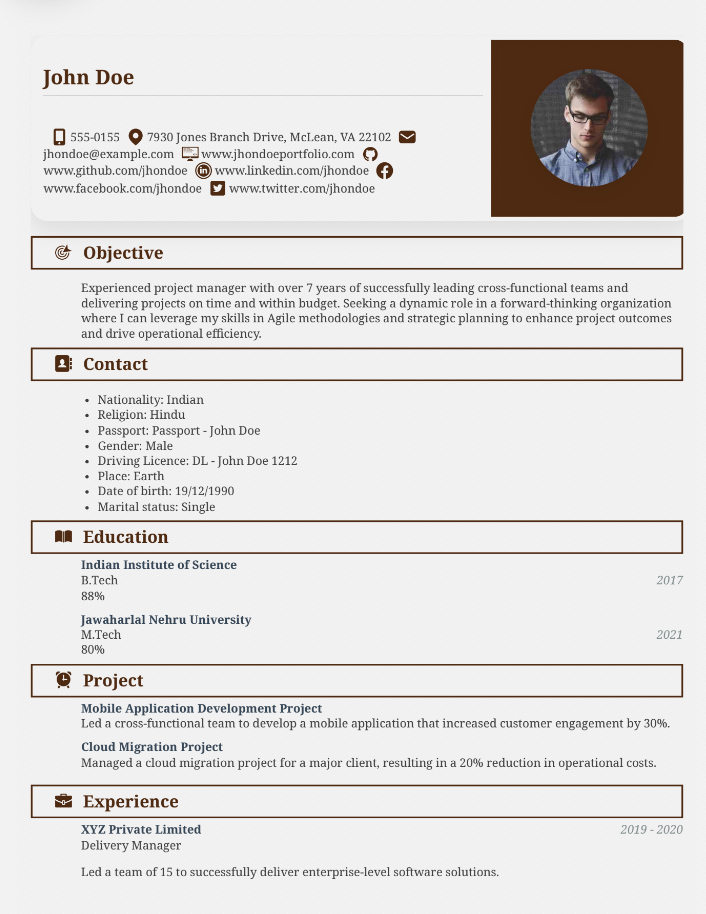 John Doe
555-0155 7930 Jones Branch Drive, McLean, VA 22102
jhondoe@example.com www.jhondoeportfolio.com
www.github.com/jhondoe www.linkedin.com/jhondoe
www.facebook.com/jhondoe www.twitter.com/jhondoe
Objective
Experienced project manager with over 7 years of successfully leading cross-functional teams and
delivering projects on time and within budget. Seeking a dynamic role in a forward-thinking organization
where I can leverage my skills in Agile methodologies and strategic planning to enhance project outcomes
and drive operational efficiency.
Contact
• Nationality: Indian
• Religion: Hindu
• Passport: Passport - John Doe
• Gender: Male
• Driving Licence: DL - John Doe 1212
• Place: Earth
• Date of birth: 19/12/1990
• Marital status: Single
Education
Indian Institute of Science
B.Tech 2017
88%
Jawaharlal Nehru University
M.Tech 2021
80%
Project
Mobile Application Development Project
Led a cross-functional team to develop a mobile application that increased customer engagement by 30%.
Cloud Migration Project
Managed a cloud migration project for a major client, resulting in a 20% reduction in operational costs.
Experience
XYZ Private Limited 2019 - 2020
Delivery Manager
Led a team of 15 to successfully deliver enterprise-level software solutions.